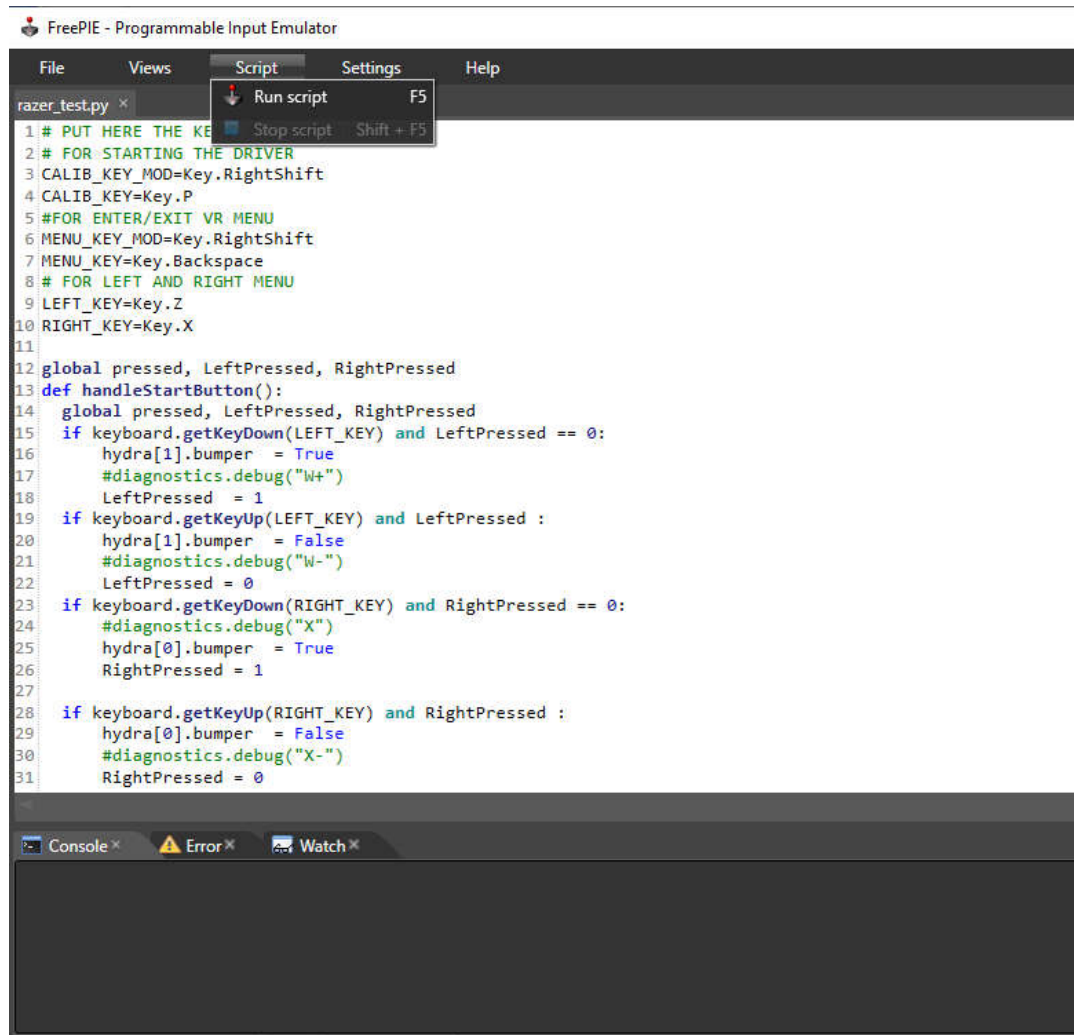 FreePIE - Programmable Input Emulator
File Views Script Settings Help
Run script F5
Stop script Shift + F5
razer_test.py ×
1 # PUT HERE THE KE
2 # FOR STARTING THE DRIVER
3 CALIB_KEY_MOD=Key.RightShift
4 CALIB_KEY=Key.P
5 #FOR ENTER/EXIT VR MENU
6 MENU_KEY_MOD=Key.RightShift
7 MENU_KEY=Key.Backspace
8 # FOR LEFT AND RIGHT MENU
9 LEFT_KEY=Key.Z
10 RIGHT_KEY=Key.X
11
12 global pressed, LeftPressed, RightPressed
13 def handleStartButton():
14   global pressed, LeftPressed, RightPressed
15   if keyboard.getKeyDown(LEFT_KEY) and LeftPressed == 0:
16       hydra[1].bumper  = True
17       #diagnostics.debug("W+")
18       LeftPressed  = 1
19   if keyboard.getKeyUp(LEFT_KEY) and LeftPressed :
20       hydra[1].bumper  = False
21       #diagnostics.debug("W-")
22       LeftPressed = 0
23   if keyboard.getKeyDown(RIGHT_KEY) and RightPressed == 0:
24       #diagnostics.debug("X")
25       hydra[0].bumper  = True
26       RightPressed = 1
27
28   if keyboard.getKeyUp(RIGHT_KEY) and RightPressed :
29       hydra[0].bumper  = False
30       #diagnostics.debug("X-")
31       RightPressed = 0
Console × Error × Watch ×